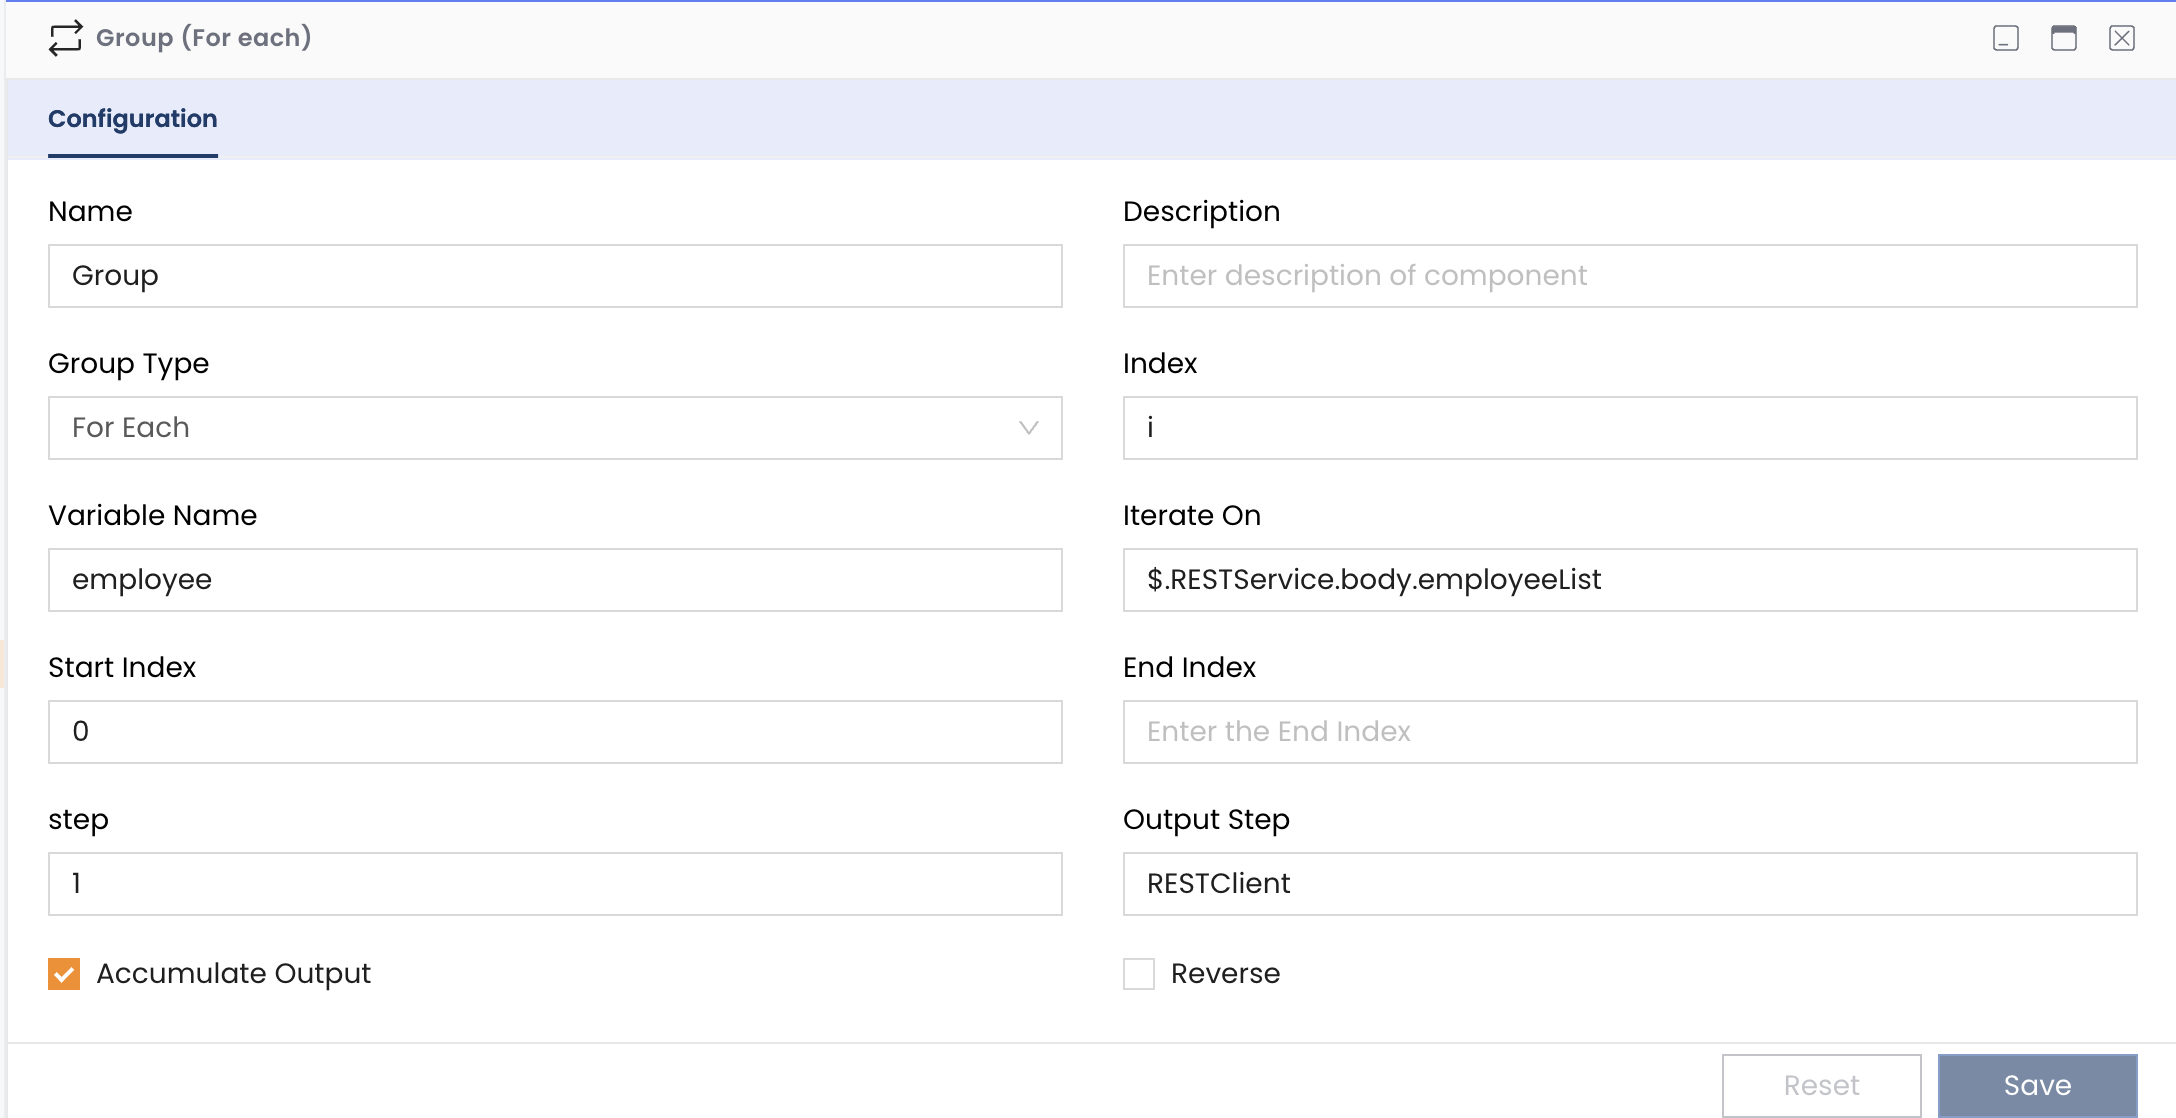 Group (For each)
Configuration
Name
Description
Group
Enter description of component
Group Type
Index
For Each
i
Variable Name
Iterate On
employee
$.RESTService.body.employeeList
Start Index
End Index
0
Enter the End Index
step
Output Step
1
RESTClient
Accumulate Output
Reverse
Reset
Save